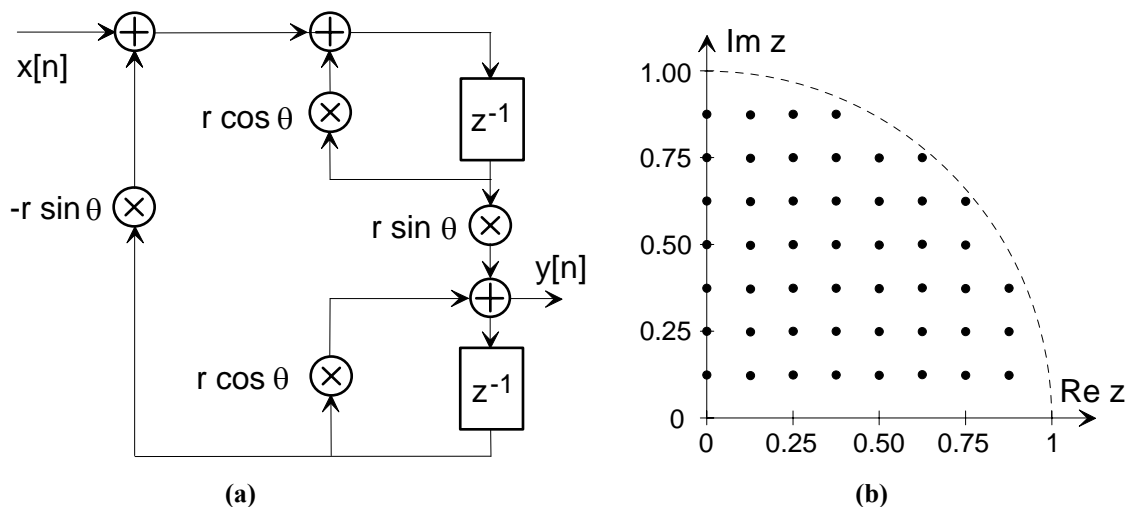 x[n]
r cos θ
z⁻¹
-r sin θ
r sin θ
y[n]
r cos θ
z⁻¹
(a)
Im z
1.00
0.75
0.50
0.25
0
Re z
0 0.25 0.50 0.75 1
(b)